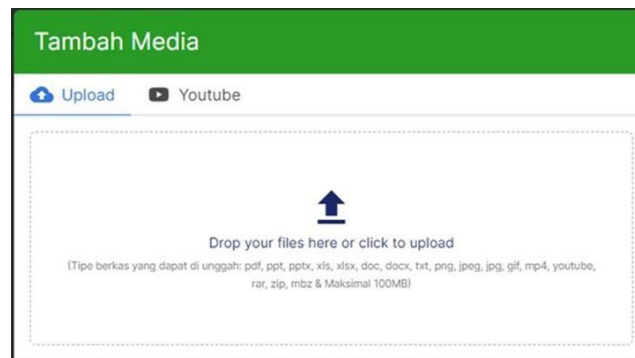 Tambah Media
Upload Youtube
Drop your files here or click to upload
(Tipe berkas yang dapat di unggah: pdf, ppt, pptx, xls, xlsx, doc, docx, txt, png, jpeg, jpg, gif, mp4, youtube,
rar, zip, mbz & Maksimal 100MB)